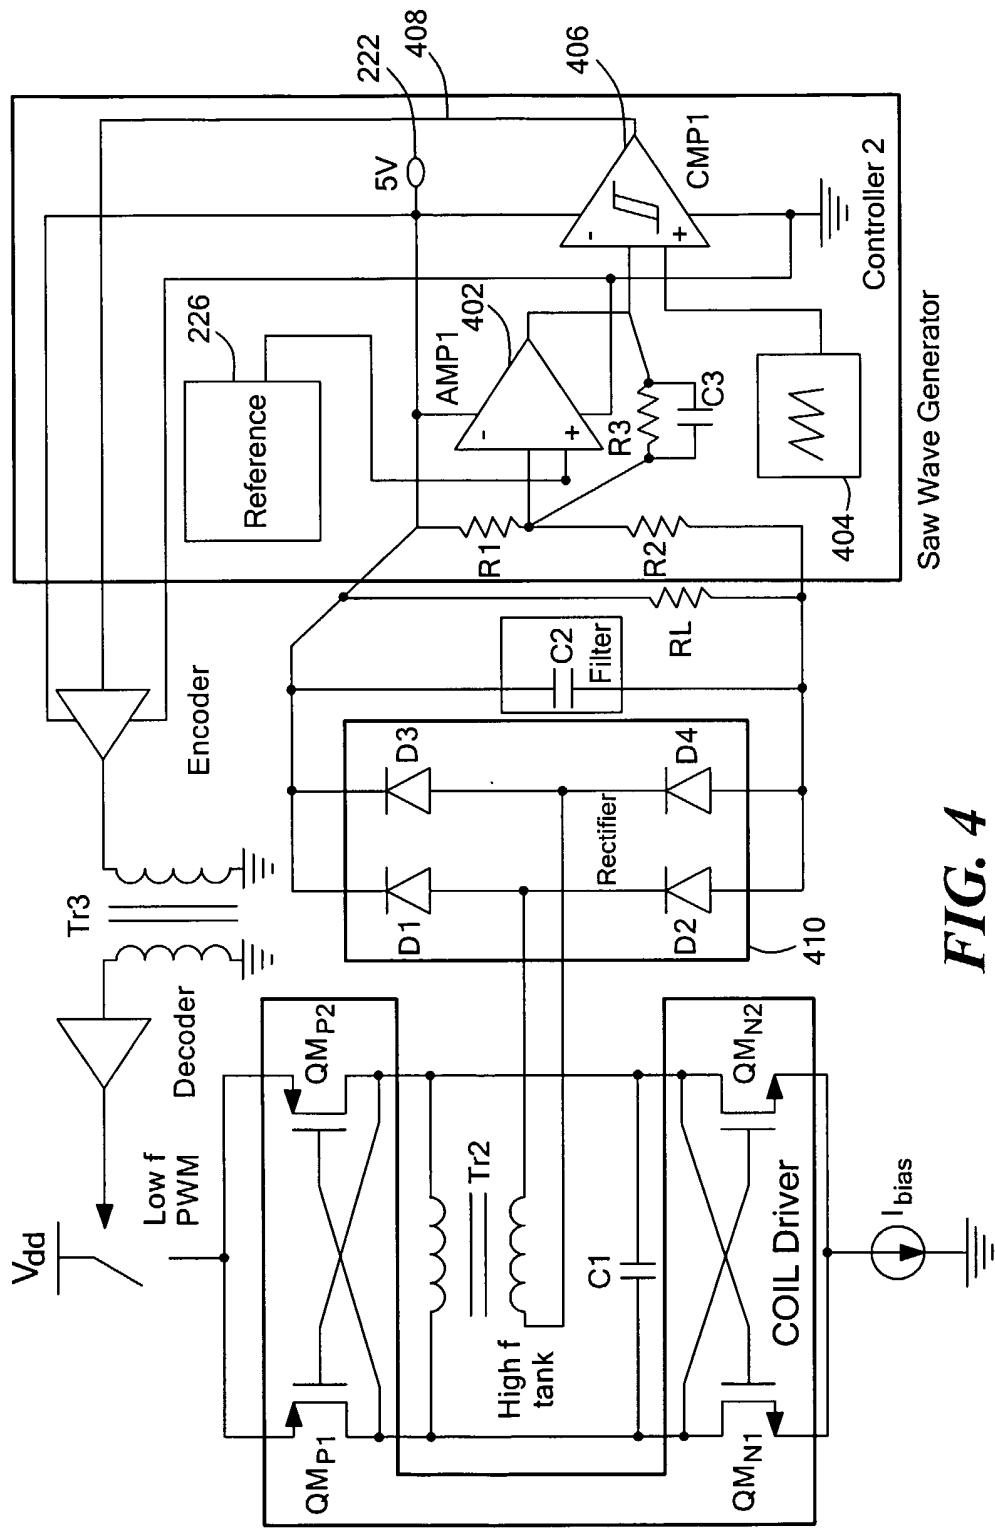 Vdd
Low f
PWM
Decoder
Tr3
Encoder
QMP1
QMP2
High f
tank
Tr2
C1
QMN1
QMN2
COIL Driver
Ibias
D1
D3
Rectifier
D2
D4
410
C2
Filter
RL
Reference
226
R1
R2
AMP1
402
-
+
R3
C3
404
5V
222
408
406
-
+
CMP1
Controller 2
Saw Wave Generator
FIG. 4